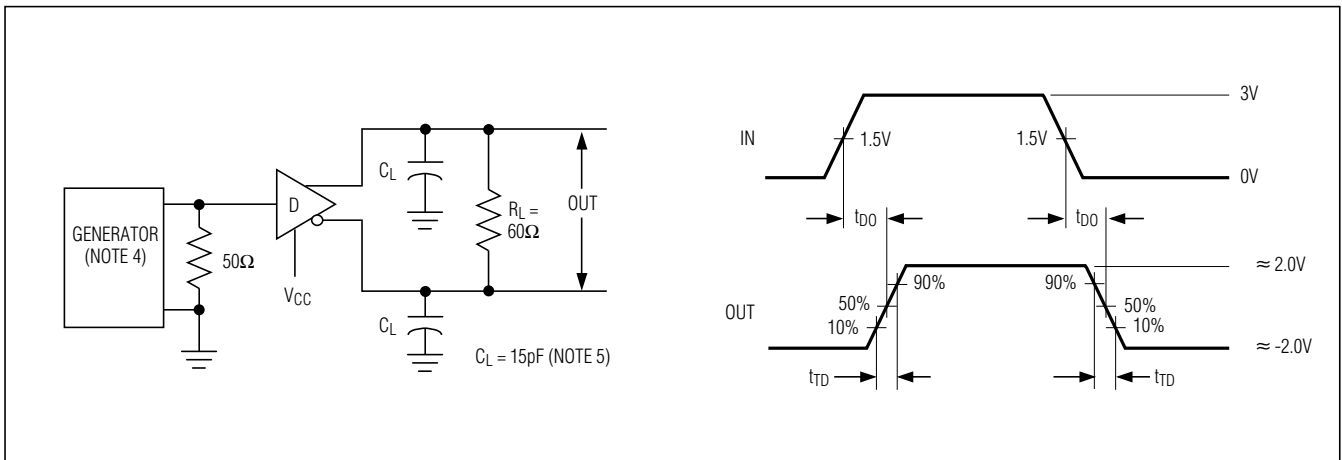 GENERATOR
(NOTE 4)
50Ω
D
VCC
CL
CL
RL =
60Ω
OUT
CL = 15pF (NOTE 5)
IN
1.5V
1.5V
3V
0V
tDO
tDO
OUT
90%
50%
10%
90%
50%
10%
≈ 2.0V
≈ -2.0V
tTD
tTD